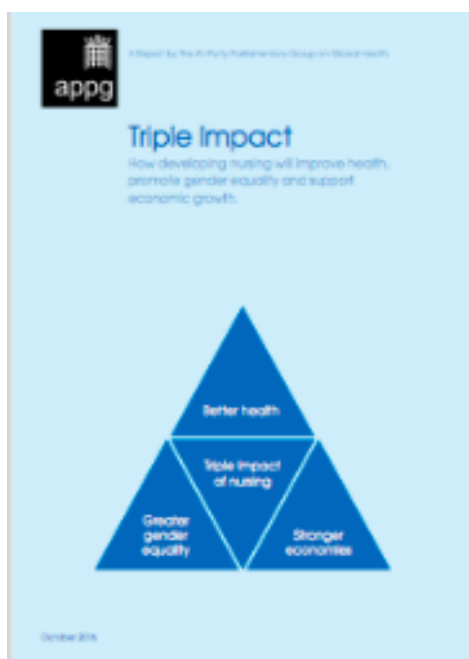 appg
A Report by the All Party Parliamentary Group on Global Health
Triple Impact
How developing nursing will improve health,
promote gender equality and support
economic growth
Better health
Triple Impact
of nursing
Greater
gender
equality
Stronger
economies
October 2016